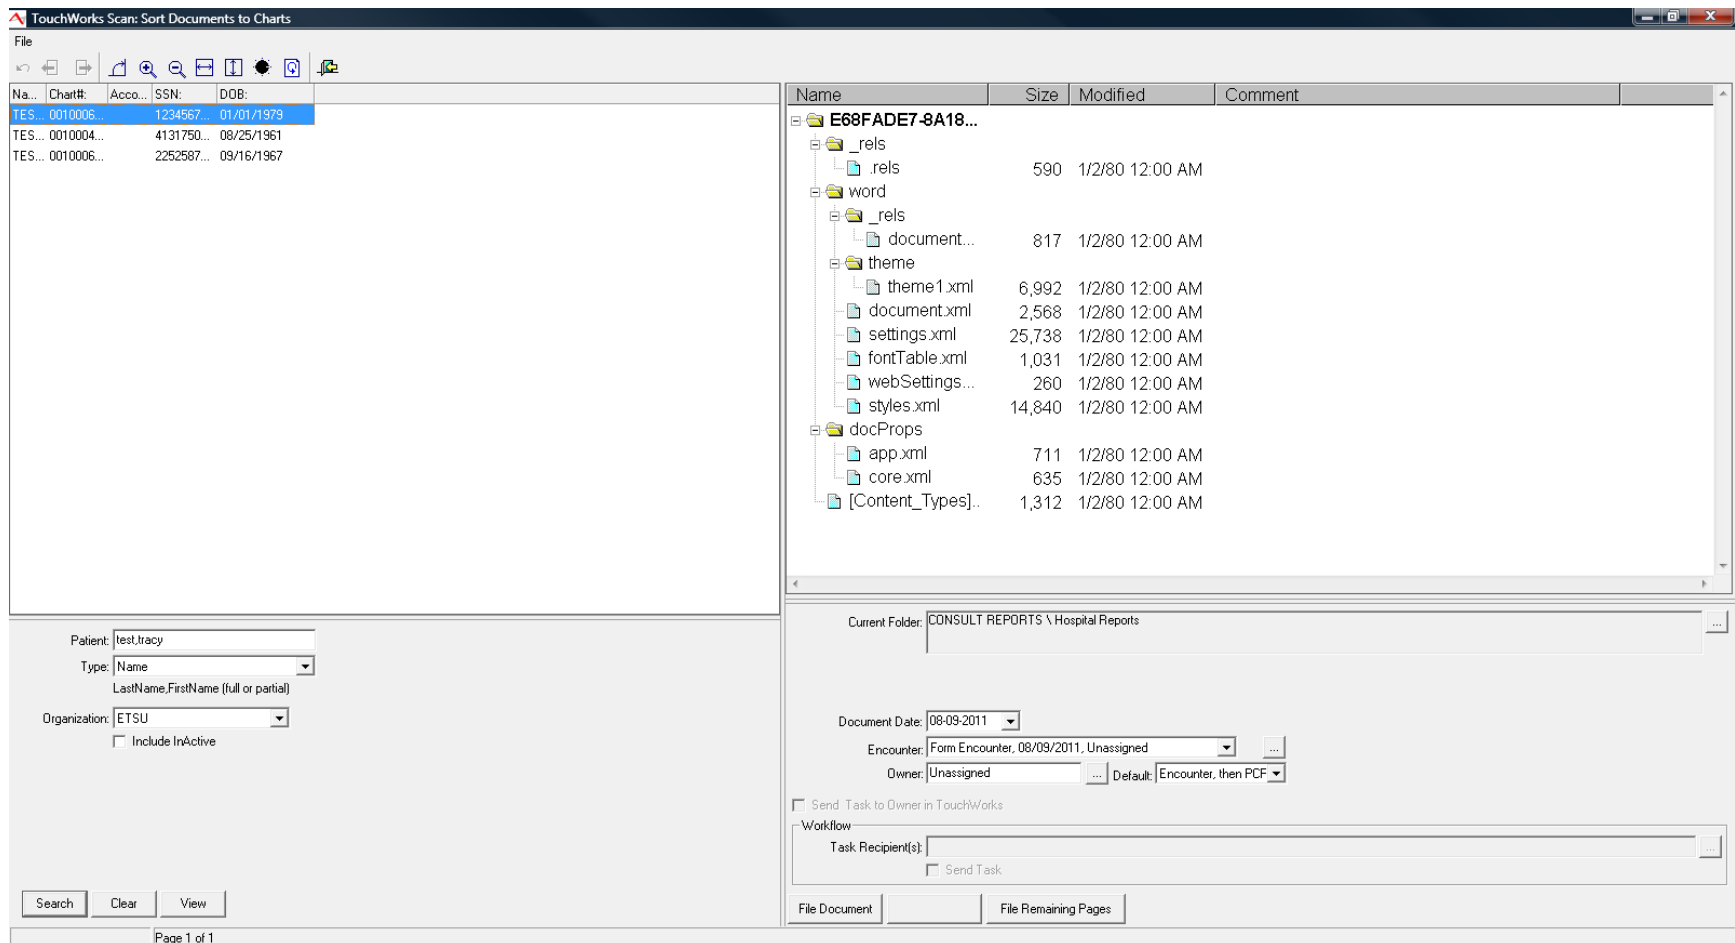 TouchWorks Scan: Sort Documents to Charts
File
Na... Chart#: Acco... SSN: DOB:
TES... 0010006... 1234567... 01/01/1979
TES... 0010004... 4131750... 08/25/1961
TES... 0010006... 2252587... 09/16/1967
Name Size Modified Comment
E68FADE7-8A18...
_rels
.rels 590 1/2/80 12:00 AM
word
_rels
document... 817 1/2/80 12:00 AM
theme
theme1.xml 6,992 1/2/80 12:00 AM
document.xml 2,568 1/2/80 12:00 AM
settings.xml 25,738 1/2/80 12:00 AM
fontTable.xml 1,031 1/2/80 12:00 AM
webSettings... 260 1/2/80 12:00 AM
styles.xml 14,840 1/2/80 12:00 AM
docProps
app.xml 711 1/2/80 12:00 AM
core.xml 635 1/2/80 12:00 AM
[Content_Types].. 1,312 1/2/80 12:00 AM
Patient: test,tracy
Type: Name
LastName,FirstName (full or partial)
Organization: ETSU
Include InActive
Search Clear View
Page 1 of 1
Current Folder: CONSULT REPORTS \ Hospital Reports ...
Document Date: 08-09-2011
Encounter: Form Encounter, 08/09/2011, Unassigned ...
Owner: Unassigned ... Default: Encounter, then PCF
Send Task to Owner in TouchWorks
Workflow
Task Recipient(s): ...
Send Task
File Document File Remaining Pages